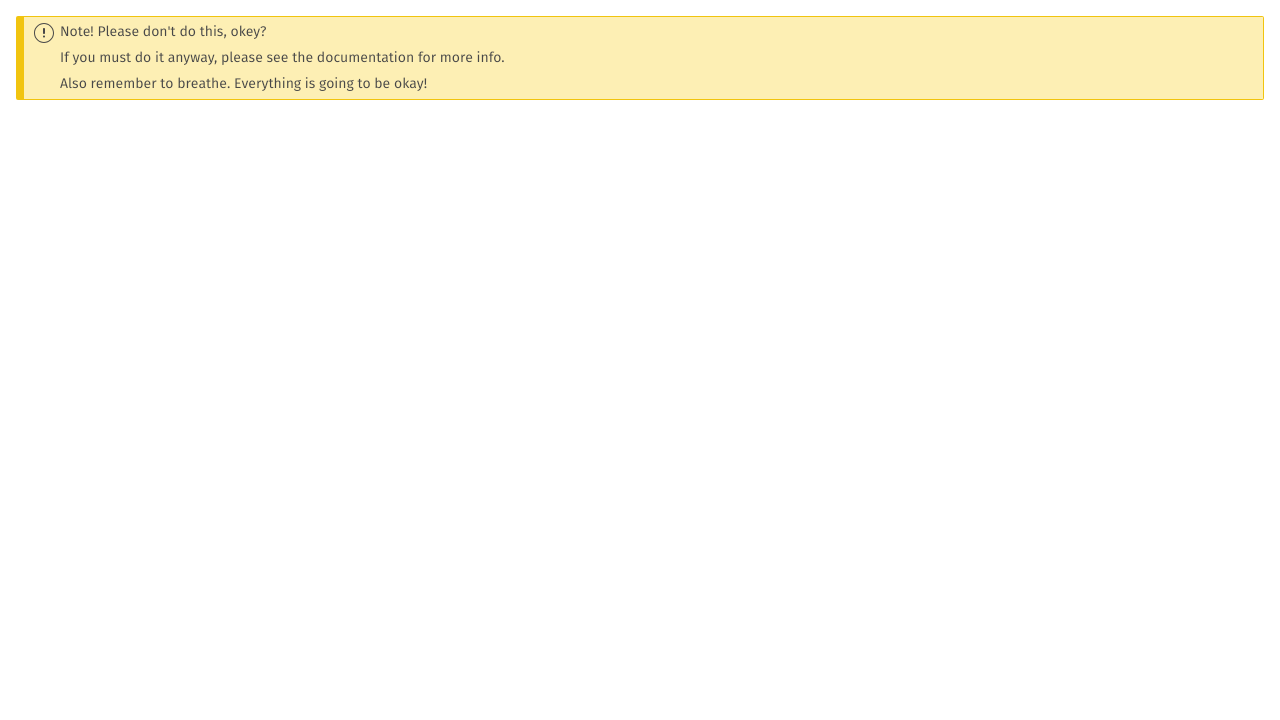 Note! Please don't do this, okey?
If you must do it anyway, please see the documentation for more info.
Also remember to breathe. Everything is going to be okay!